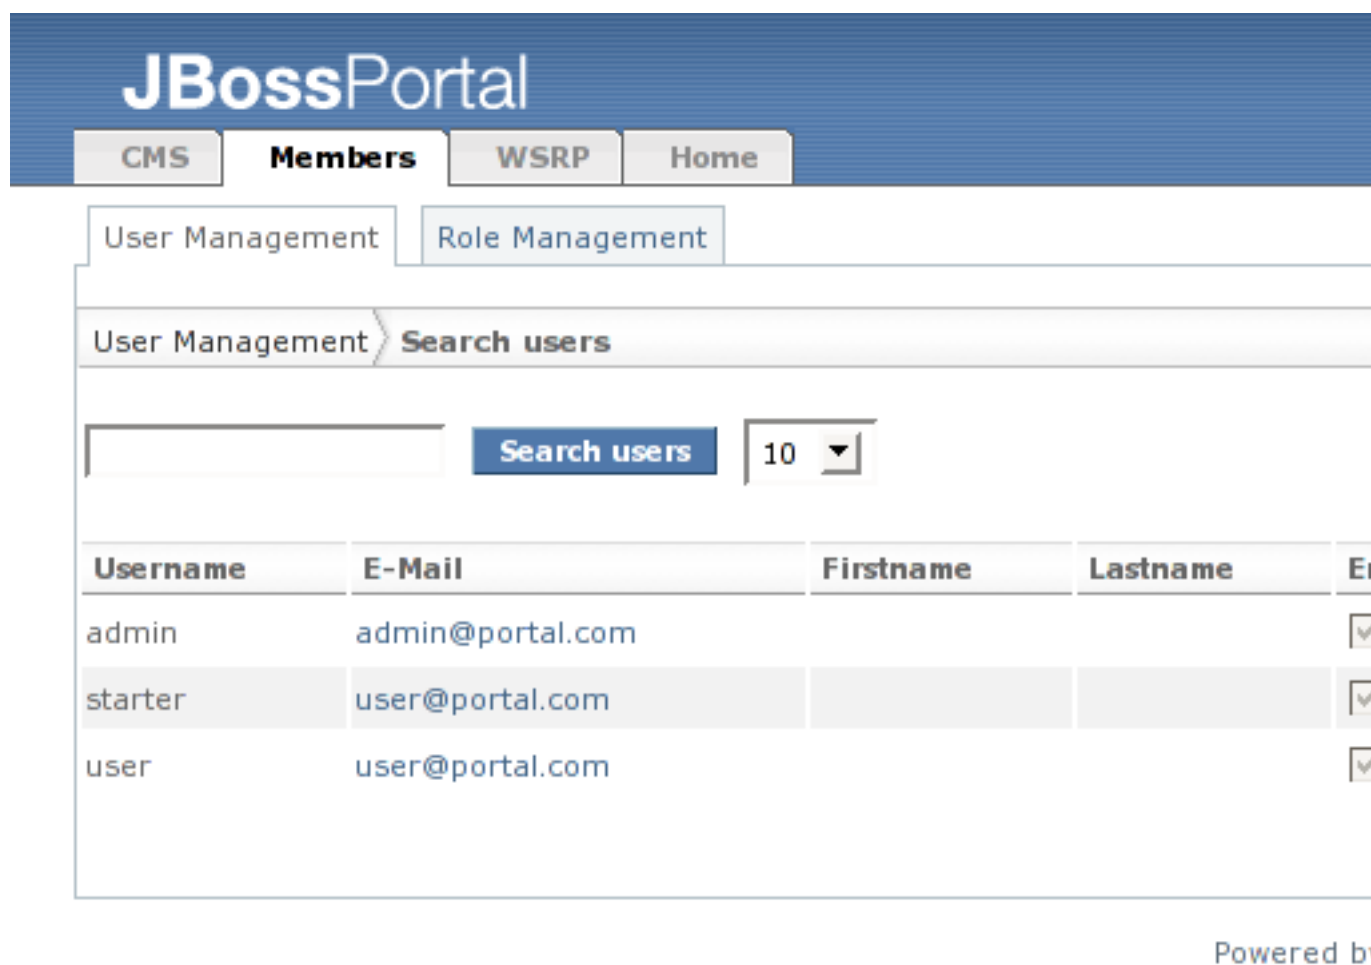 JBossPortal
CMS Members WSRP Home
User Management Role Management
User Management Search users
Search users 10
Username E-Mail Firstname Lastname
admin admin@portal.com
starter user@portal.com
user user@portal.com
Powered